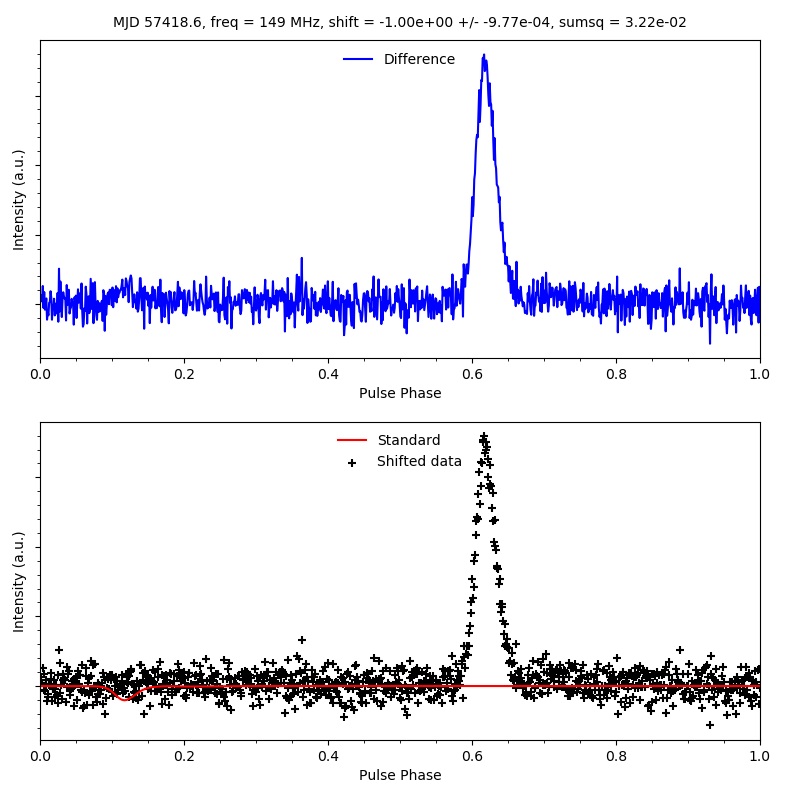 MJD 57418.6, freq = 149 MHz, shift = -1.00e+00 +/- -9.77e-04, sumsq = 3.22e-02
Difference
Intensity (a.u.)
0.0 0.2 0.4 0.6 0.8 1.0
Pulse Phase
Standard
Shifted data
Intensity (a.u.)
0.0 0.2 0.4 0.6 0.8 1.0
Pulse Phase